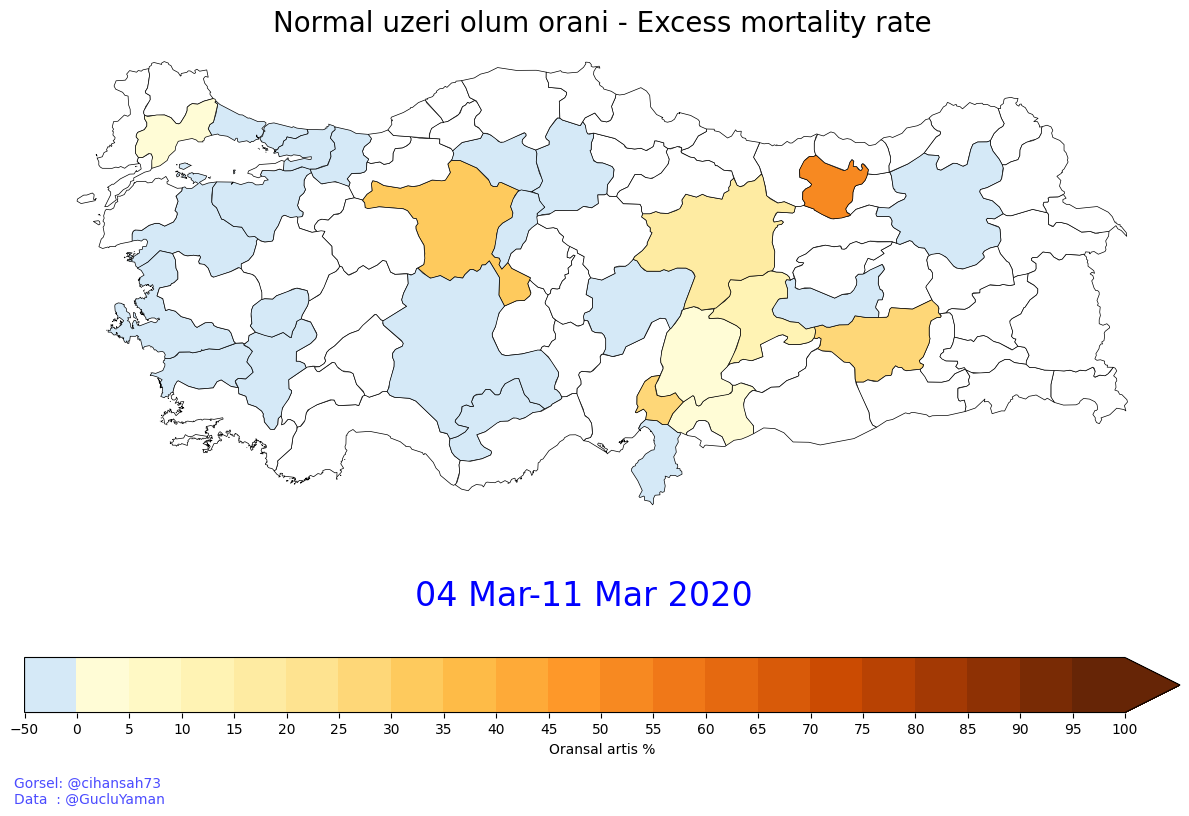 Normal uzeri olum orani - Excess mortality rate
04 Mar-11 Mar 2020
−50 0 5 10 15 20 25 30 35 40 45 50 55 60 65 70 75 80 85 90 95 100
Oransal artis %
Gorsel: @cihansah73
Data : @GucluYaman